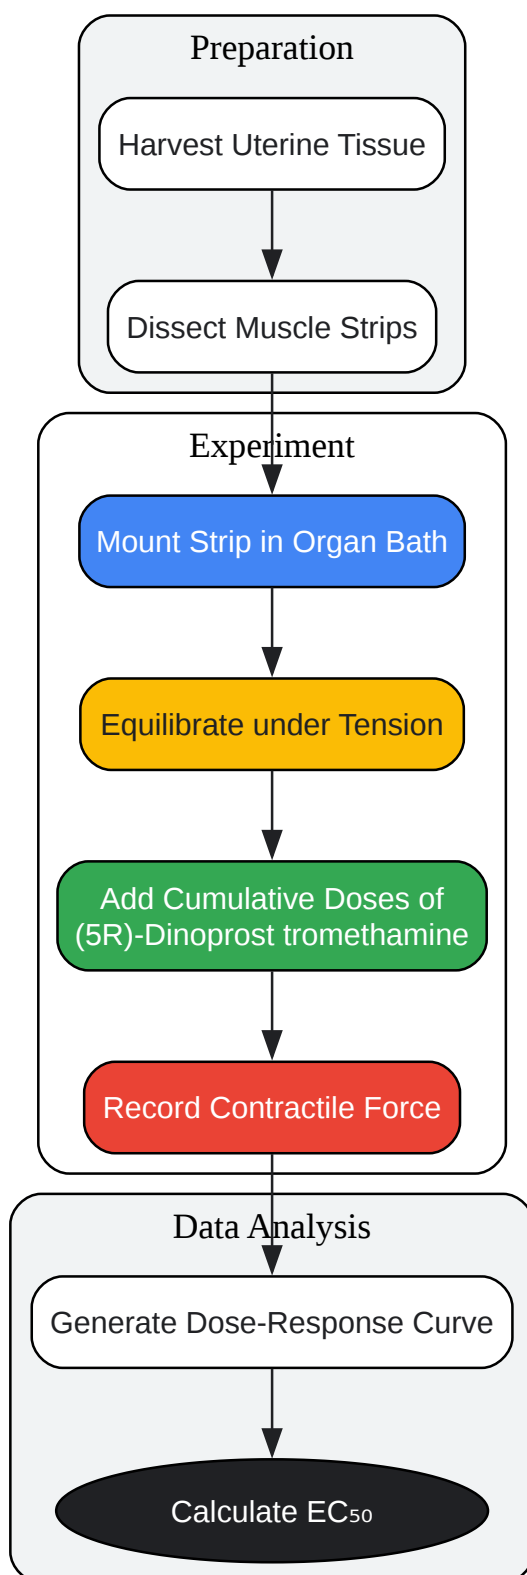 Preparation
Harvest Uterine Tissue
Dissect Muscle Strips
Experiment
Mount Strip in Organ Bath
Equilibrate under Tension
Add Cumulative Doses of
(5R)-Dinoprost tromethamine
Record Contractile Force
Data Analysis
Generate Dose-Response Curve
Calculate EC₅₀